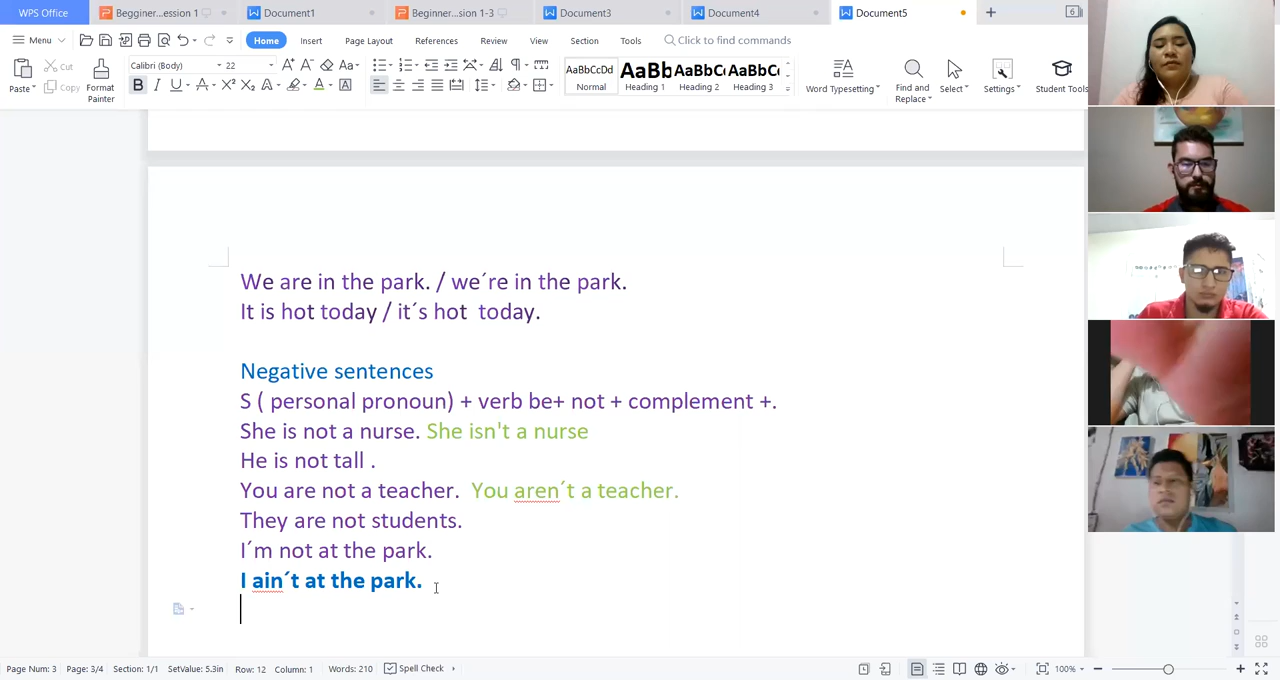 WPS Office
Begginer...ession 1
Document1
Beginner...sion 1-3
Document3
Document4
Document5
6
Menu
Home
Insert
Page Layout
References
Review
View
Section
Tools
Click to find commands
Paste
Cut
Copy
Format Painter
Calibri (Body)
22
AaBbCcDd
Normal
AaBb
Heading 1
AaBbC
Heading 2
AaBbC
Heading 3
Word Typesetting
Find and Replace
Select
Settings
Student Tools
We are in the park. / we´re in the park.
It is hot today / it´s hot  today.
Negative sentences
S ( personal pronoun) + verb be+ not + complement +.
She is not a nurse. She isn't a nurse
He is not tall .
You are not a teacher.  You aren´t a teacher.
They are not students.
I´m not at the park.
I ain´t at the park.
Page Num: 3  Page: 3/4  Section: 1/1  SetValue: 5.3in  Row: 12  Column: 1  Words: 210  Spell Check  100%